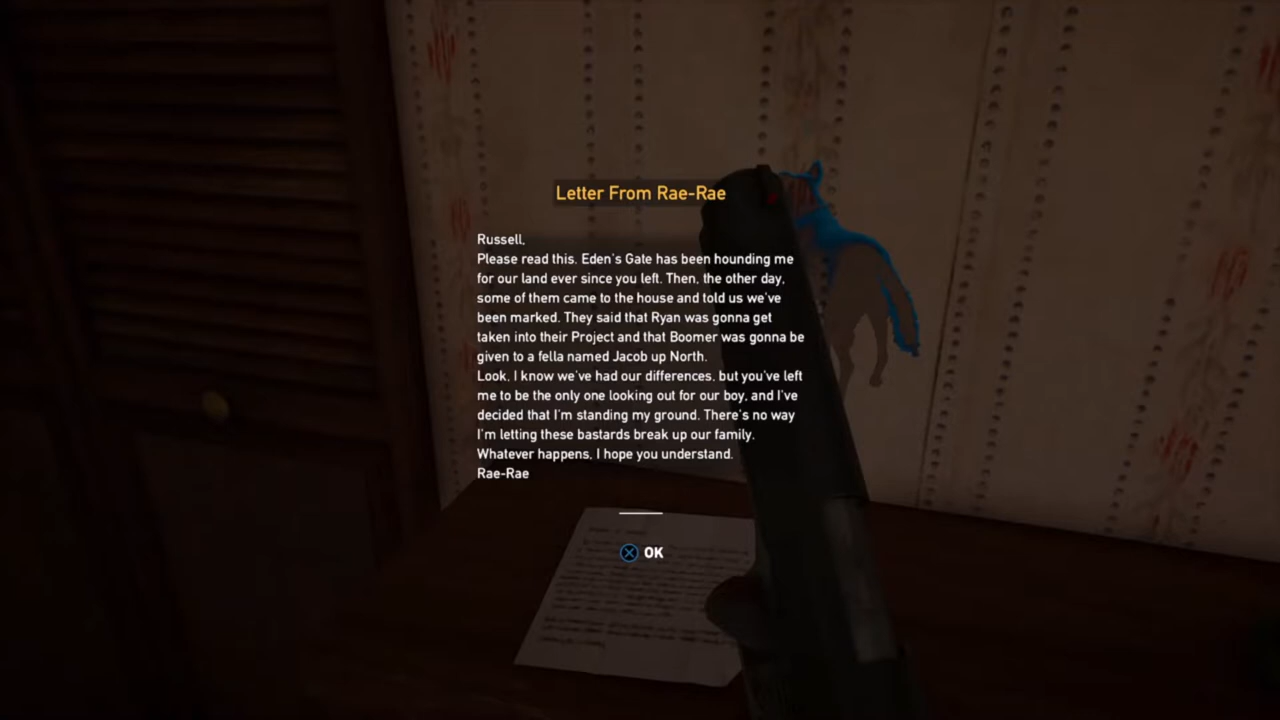 Letter From Rae-Rae
Russell,
Please read this. Eden's Gate has been hounding me
for our land ever since you left. Then, the other day,
some of them came to the house and told us we've
been marked. They said that Ryan was gonna get
taken into their Project and that Boomer was gonna be
given to a fella named Jacob up North.
Look, I know we've had our differences, but you've left
me to be the only one looking out for our boy, and I've
decided that I'm standing my ground. There's no way
I'm letting these bastards break up our family.
Whatever happens, I hope you understand.
Rae-Rae
OK